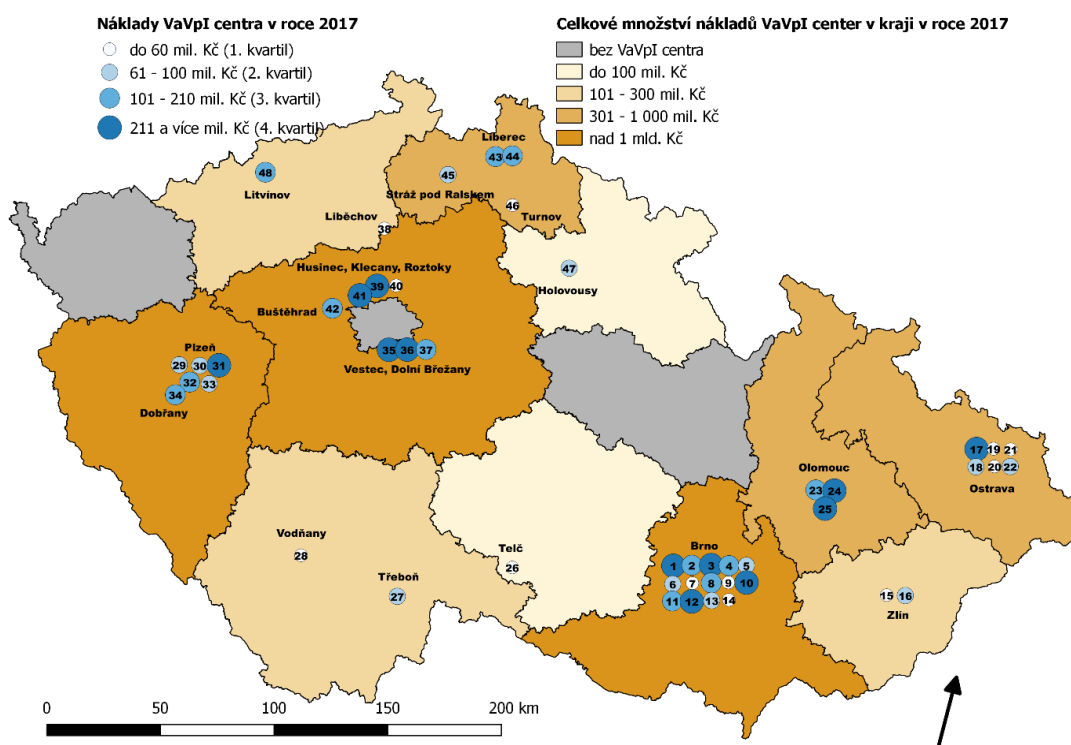 Náklady VaVpI centra v roce 2017
do 60 mil. Kč (1. kvartil)
61 - 100 mil. Kč (2. kvartil)
101 - 210 mil. Kč (3. kvartil)
211 a více mil. Kč (4. kvartil)
Celkové množství nákladů VaVpI center v kraji v roce 2017
bez VaVpI centra
do 100 mil. Kč
101 - 300 mil. Kč
301 - 1 000 mil. Kč
nad 1 mld. Kč
Liberec
43 44
48
45
Litvínov
Stráž pod Ralskem
46
Turnov
Liběchov
38
Husinec, Klecany, Roztoky
47
39 40
41
Holovousy
Buštěhrad
42
Plzeň
35 36 37
29 30 31
Vestec, Dolní Břežany
32 33
34
Dobřany
17 19 21
18 20 22
Olomouc
Ostrava
23 24
25
Vodňany
28
Telč
26
Brno
1 2 3 4 5
6 7 8 9 10
11 12 13 14
Třeboň
27
15 16
Zlín
0 50 100 150 200 km